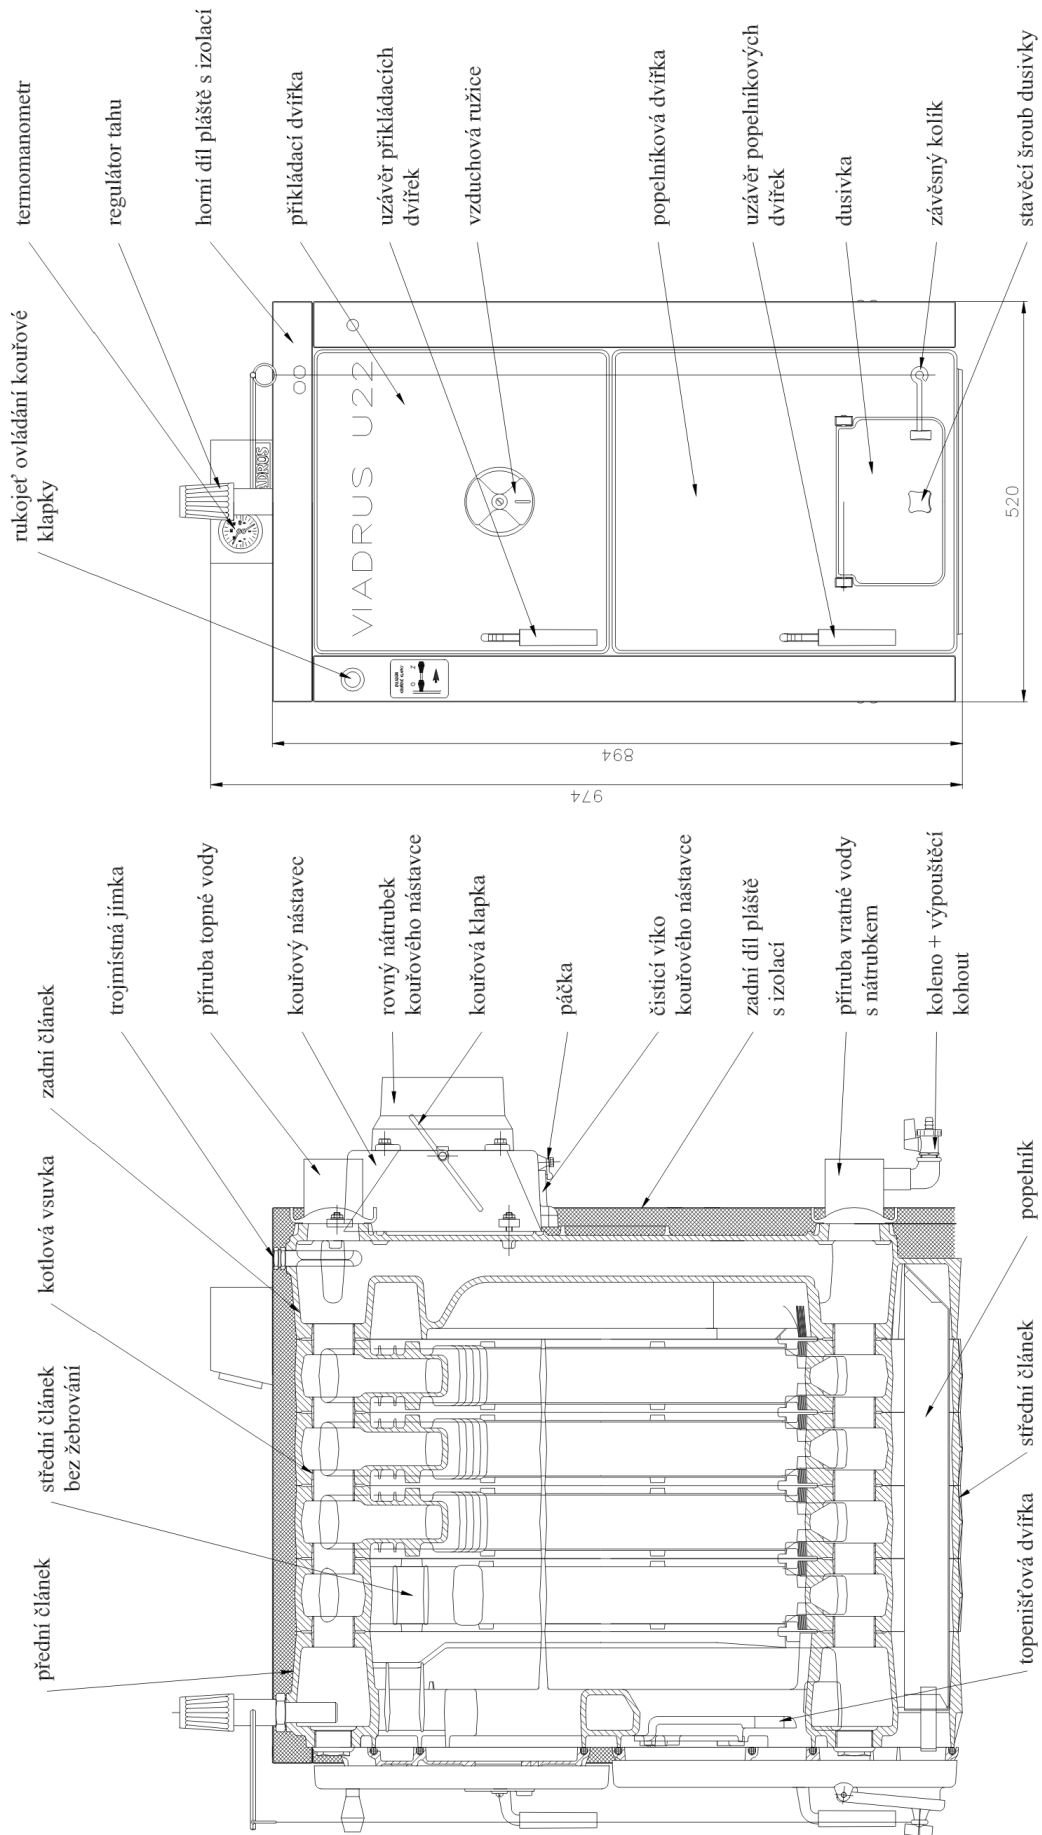 přední článek
střední článek
bez žebrování
kotlová vsuvka
zadní článek
trojmístná jímka
příruba topné vody
kouřový nástavec
rovný nátrubek
kouřového nástavce
kouřová klapka
páčka
čisticí víko
kouřového nástavce
zadní díl pláště
s izolací
příruba vratné vody
s nátrubkem
koleno + výpouštěcí
kohout
topeništová dvířka
střední článek
popelník
rukojeť ovládání kouřové
klapky
termomanometr
regulátor tahu
horní díl pláště s izolací
přikládací dvířka
uzávěr přikládacích
dvířek
vzduchová ružice
popelníková dvířka
uzávěr popelníkových
dvířek
dusivka
závěsný kolík
stavěcí šroub dusivky
ADRUS
VIADRUS U22
O Z
974
894
520